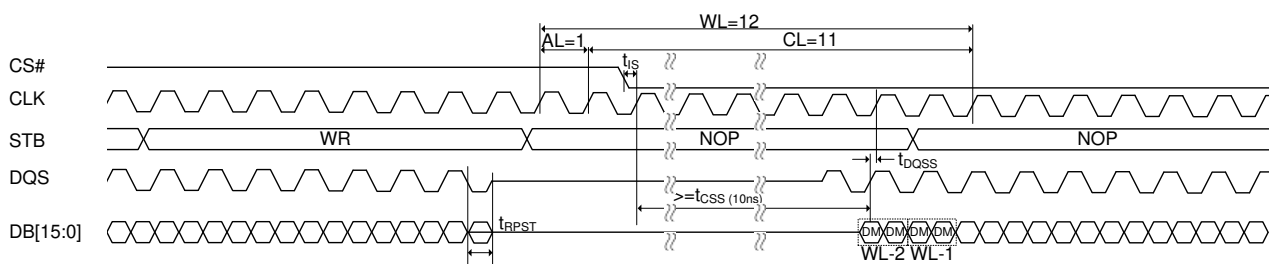 WL=12
AL=1
CL=11
CS#
tIS
CLK
STB
WR
NOP
NOP
DQS
tDQSS
>=tCSS (10ns)
DB[15:0]
tRPST
DM DM DM DM
WL-2 WL-1